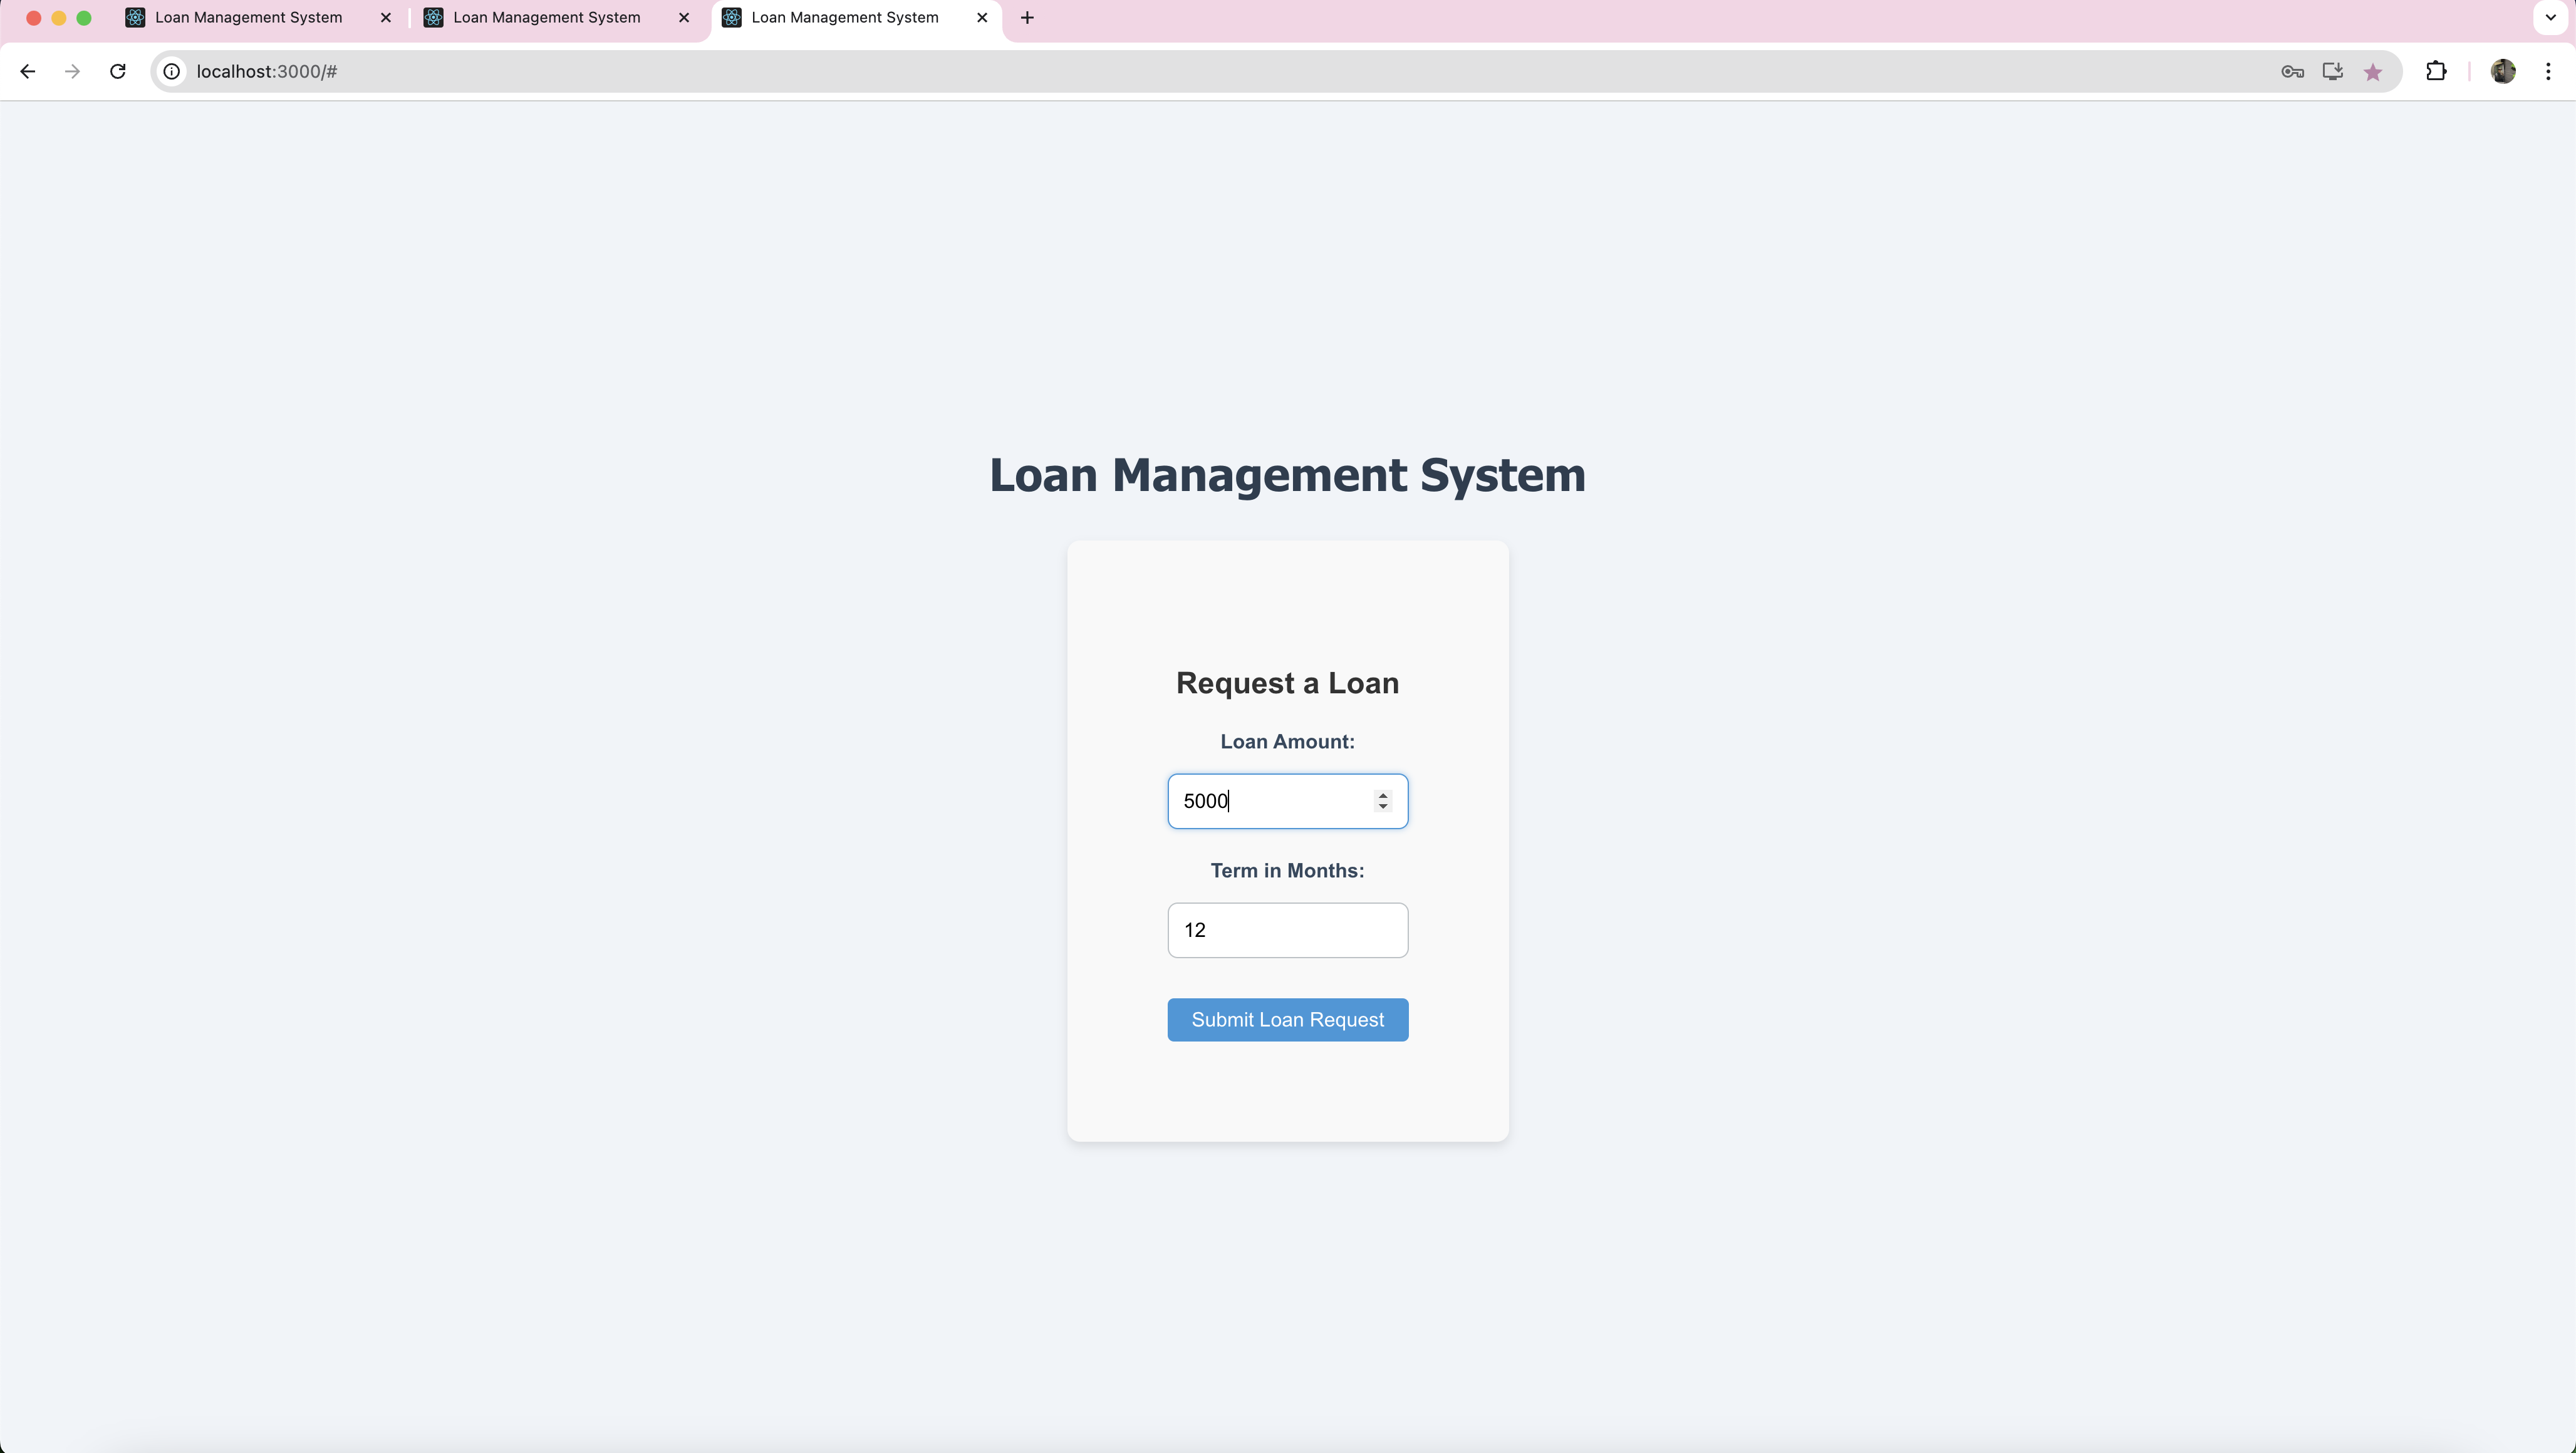 Loan Management System
Loan Management System
Loan Management System
localhost:3000/#
Loan Management System
Request a Loan
Loan Amount:
5000
Term in Months:
12
Submit Loan Request